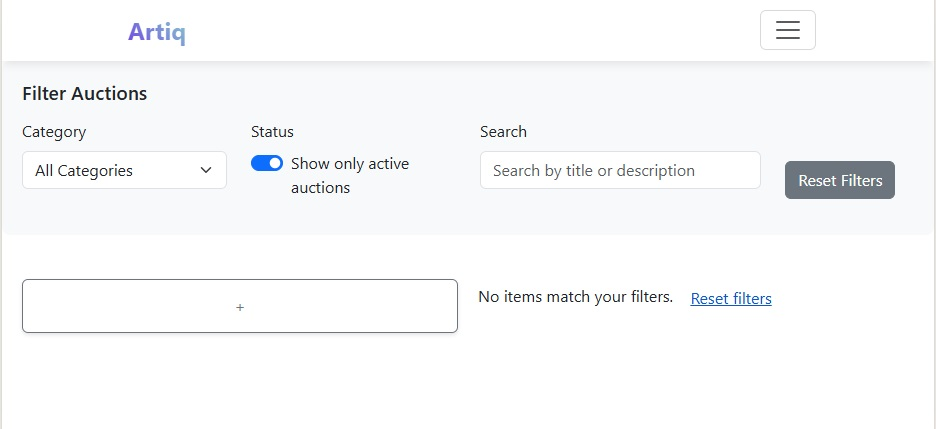 Artiq
Filter Auctions
Category
Status
Search
All Categories
Show only active
auctions
Search by title or description
Reset Filters
+
No items match your filters.
Reset filters